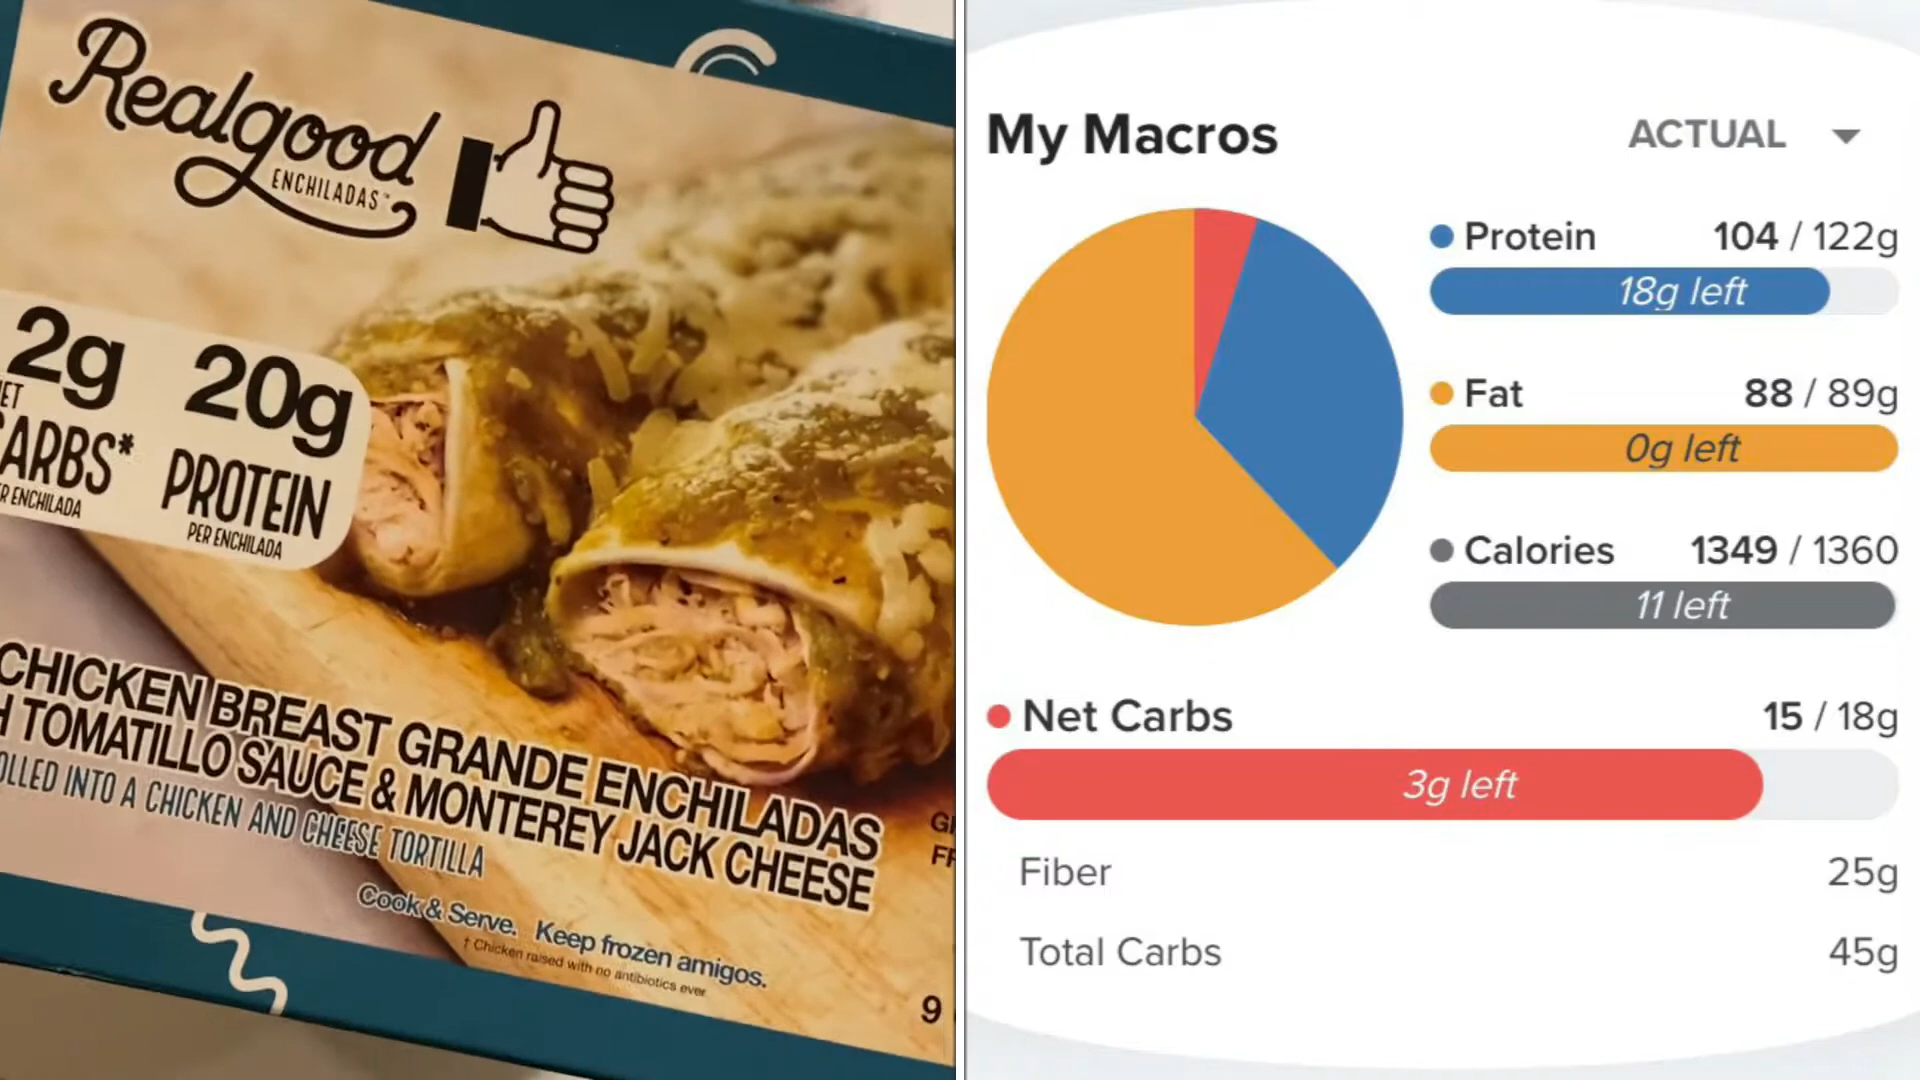 Realgood
ENCHILADAS™
2g 20g
ARBS* PROTEIN
PER ENCHILADA
CHICKEN BREAST GRANDE ENCHILADAS
TOMATILLO SAUCE & MONTEREY JACK CHEESE
INTO A CHICKEN AND CHEESE TORTILLA
Cook & Serve. Keep frozen amigos.
† Chicken raised with no antibiotics ever
9
My Macros ACTUAL
Protein 104 / 122g
18g left
Fat 88 / 89g
0g left
Calories 1349 / 1360
11 left
Net Carbs 15 / 18g
3g left
Fiber 25g
Total Carbs 45g